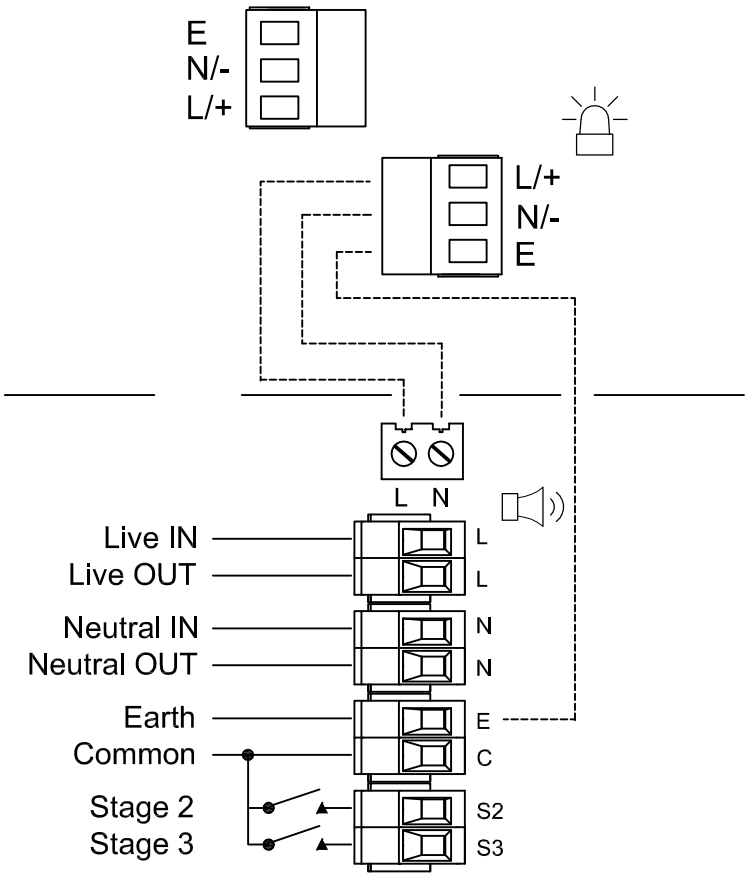 E
N/-
L/+
L/+
N/-
E
L N
Live IN L
Live OUT L
Neutral IN N
Neutral OUT N
Earth E
Common C
Stage 2 S2
Stage 3 S3